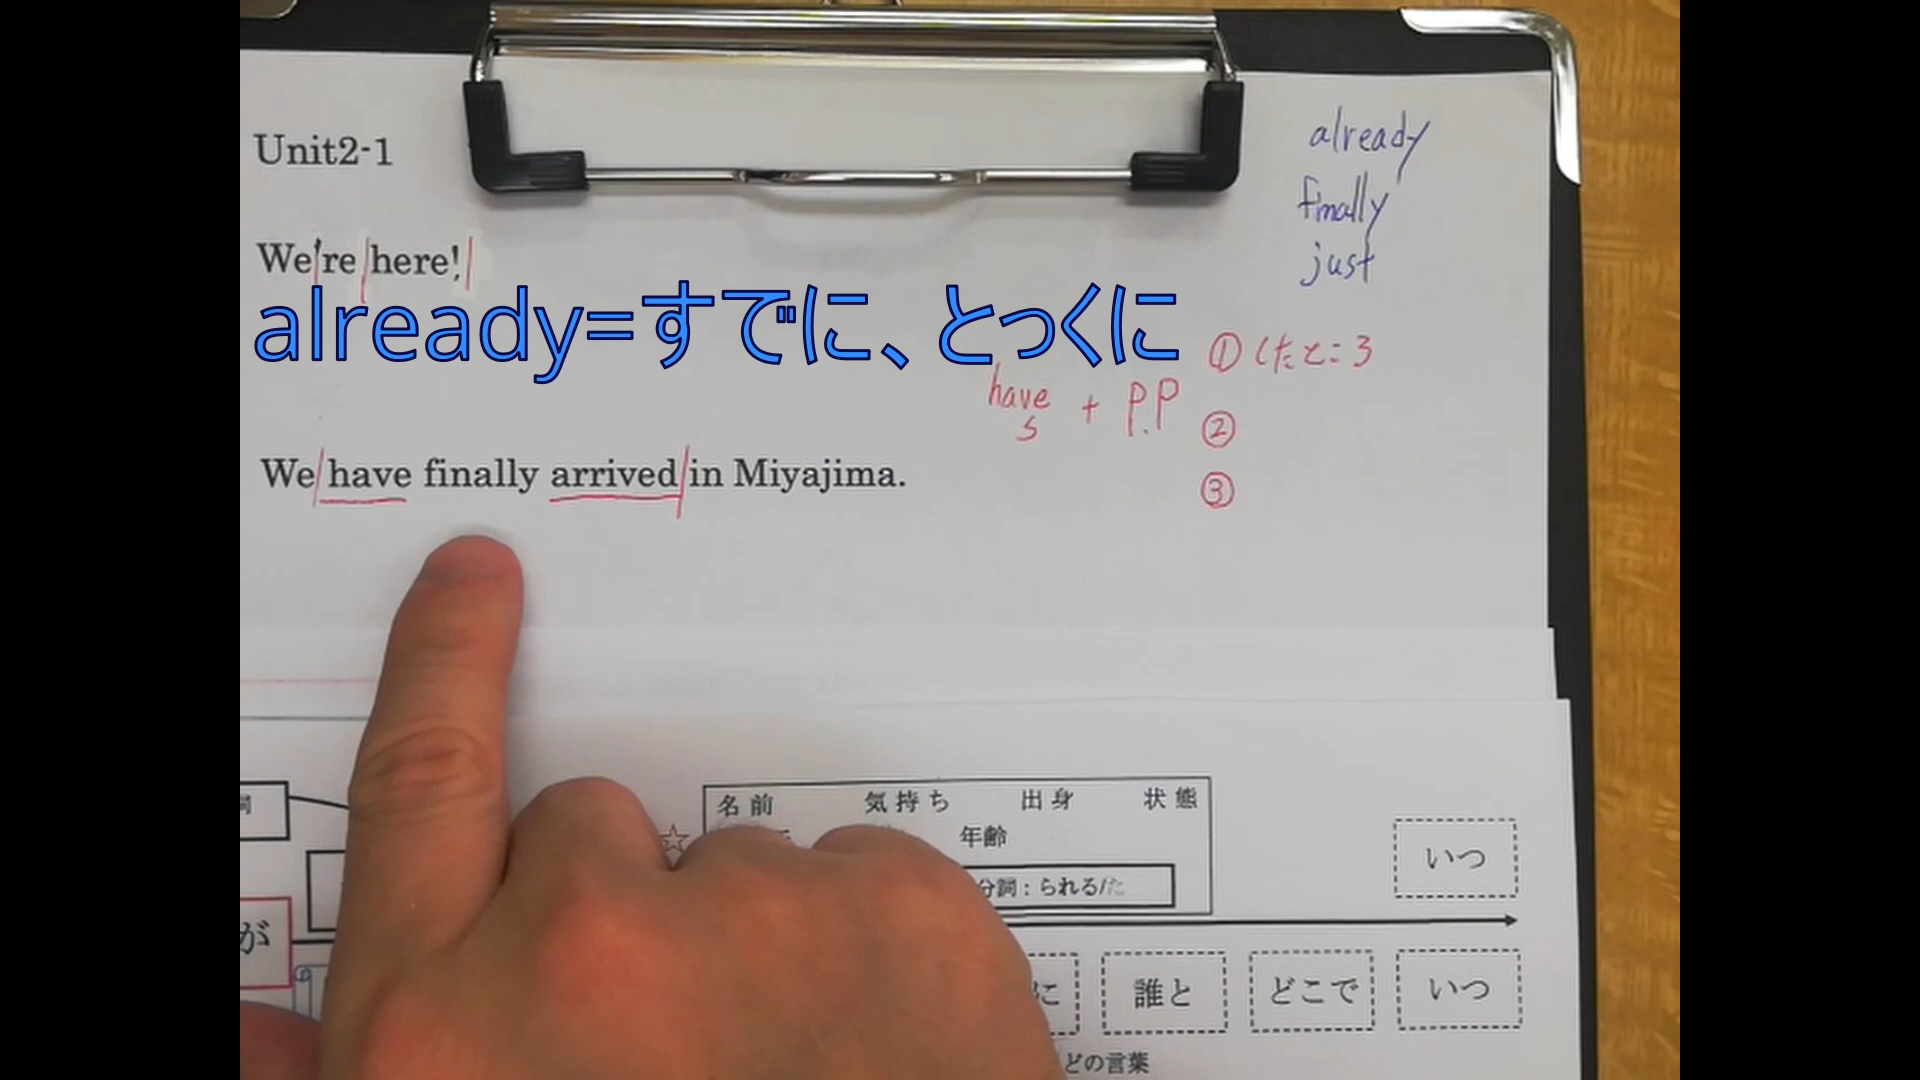 Unit2-1
already
finally
just
We're here!
already=すでに、とっくに
①したところ
have + P.P
s
②
③
We have finally arrived in Miyajima.
詞
名前 気持ち 出身 状態
年齢
分詞：られる/た
いつ
が
に 誰と どこで いつ
どの言葉